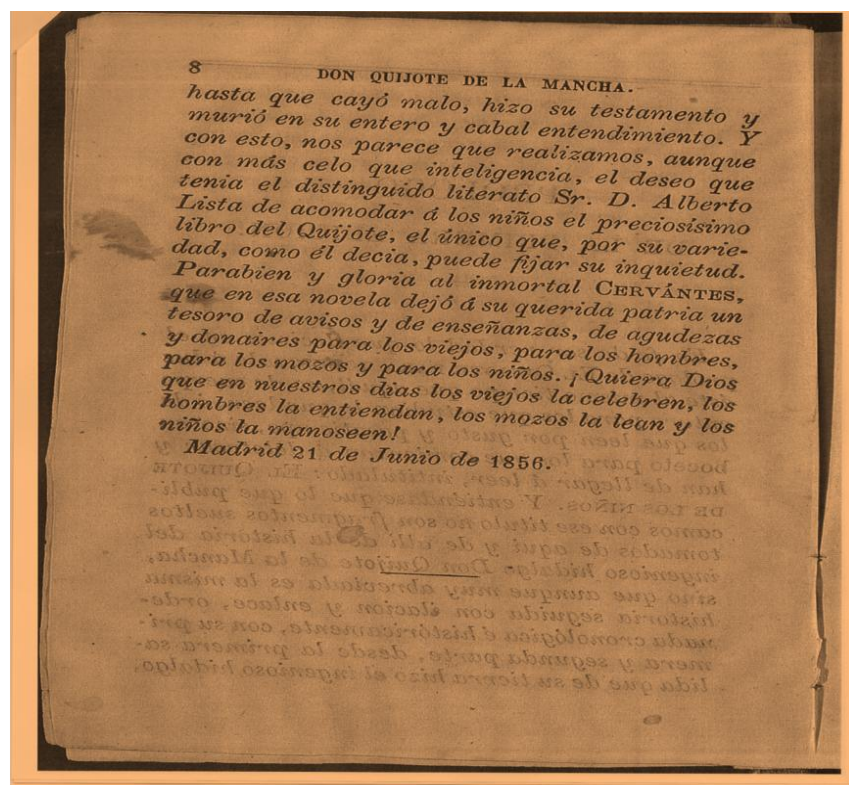 8 DON QUIJOTE DE LA MANCHA.
hasta que cayó malo, hizo su testamento y
murió en su entero y cabal entendimiento. Y
con esto, nos parece que realizamos, aunque
con más celo que inteligencia, el deseo que
tenia el distinguido literato Sr. D. Alberto
Lista de acomodar á los niños el preciosísimo
libro del Quijote, el único que, por su varie-
dad, como él decia, puede fijar su inquietud.
Parabien y gloria al inmortal CERVÁNTES,
que en esa novela dejó á su querida patria un
tesoro de avisos y de enseñanzas, de agudezas
y donaires para los viejos, para los hombres,
para los mozos y para los niños. ¡Quiera Dios
que en nuestros dias los viejos la celebren, los
hombres la entiendan, los mozos la lean y los
niños la manoseen!
Madrid 21 de Junio de 1856.